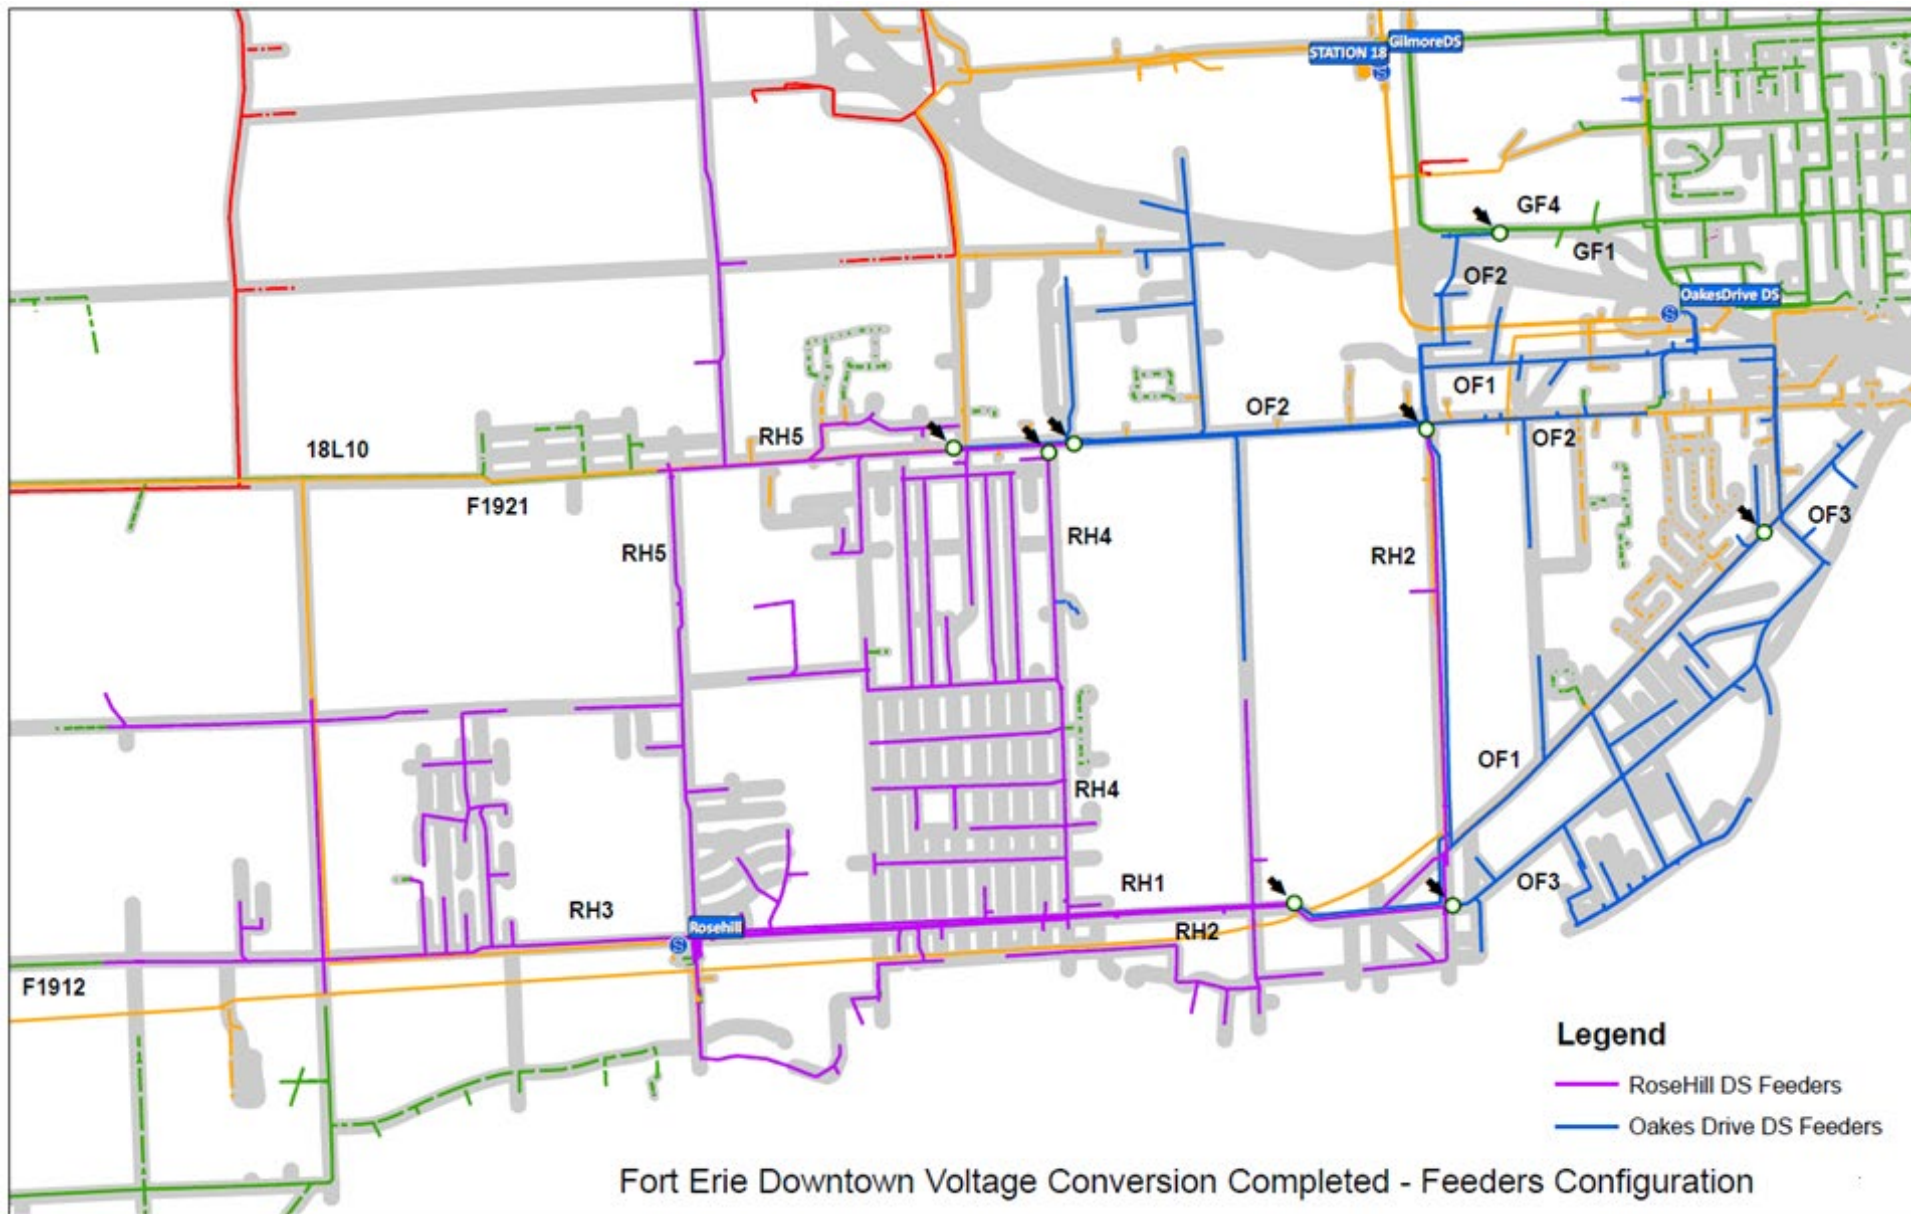 GilmoreDS
STATION 18
GF4
GF1
OF2
OakesDrive DS
OF1
OF2
OF2
RH5
18L10
F1921
OF3
RH4
RH5
RH2
OF1
RH4
RH1
OF3
RH3
Rosehill
RH2
F1912
Legend
RoseHill DS Feeders
Oakes Drive DS Feeders
Fort Erie Downtown Voltage Conversion Completed - Feeders Configuration